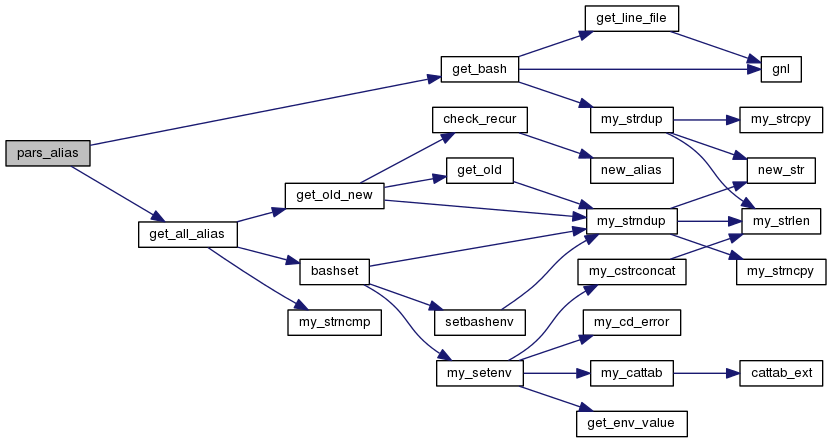 get_line_file
get_bash
gnl
check_recur
my_strdup
my_strcpy
pars_alias
get_old
new_alias
new_str
get_old_new
my_strndup
my_strlen
get_all_alias
bashset
my_cstrconcat
my_strncpy
my_strncmp
setbashenv
my_cd_error
my_setenv
my_cattab
cattab_ext
get_env_value